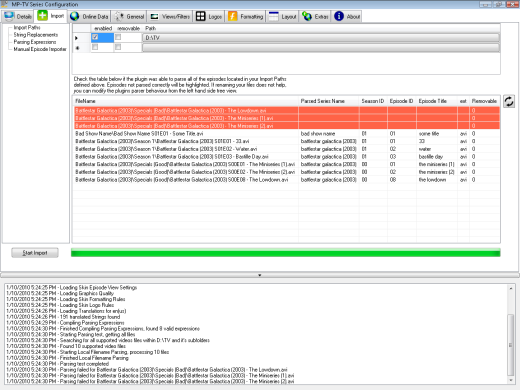 MP-TV Series Configuration
Details Import Online Data General Views/Filters Logos Formatting Layout Extras About
Import Paths
String Replacements
Parsing Expressions
Manual Episode Importer
enabled removable Path
D:\TV
Check the table below if the plugin was able to parse all of the episodes located in your Import Paths
defined above. Episodes not parsed correctly will be highlighted. If renaming your files does not help,
you can modify the plugins parser behaviour from the left hand side tree view.
FileName Parsed Series Name Season ID Episode ID Episode Title ext Removable
Battlestar Galactica (2003)\Specials (Bad)\Battlestar Galactica (2003) - The Lowdown.avi 0
Battlestar Galactica (2003)\Specials (Bad)\Battlestar Galactica (2003) - The Miniseries (1).avi 0
Battlestar Galactica (2003)\Specials (Bad)\Battlestar Galactica (2003) - The Miniseries (2).avi 0
Bad Show Name\Bad Show Name S01E01 - Some Title.avi bad show name 01 01 some title avi 0
Battlestar Galactica (2003)\Season 1\Battlestar Galactica (2003) S01E01 - 33.avi battlestar galactica (2003) 01 01 33 avi 0
Battlestar Galactica (2003)\Season 1\Battlestar Galactica (2003) S01E02 - Water.avi battlestar galactica (2003) 01 02 water avi 0
Battlestar Galactica (2003)\Season 1\Battlestar Galactica (2003) S01E03 - Bastille Day.avi battlestar galactica (2003) 01 03 bastille day avi 0
Battlestar Galactica (2003)\Specials (Good)\Battlestar Galactica (2003) S00E01 - The Miniseries (1).avi battlestar galactica (2003) 00 01 the miniseries (1) avi 0
Battlestar Galactica (2003)\Specials (Good)\Battlestar Galactica (2003) S00E02 - The Miniseries (2).avi battlestar galactica (2003) 00 02 the miniseries (2) avi 0
Battlestar Galactica (2003)\Specials (Good)\Battlestar Galactica (2003) S00E08 - The Lowdown.avi battlestar galactica (2003) 00 08 the lowdown avi 0
Start Import
1/10/2010 5:24:25 PM - Loading Skin Episode View Settings
1/10/2010 5:24:25 PM - Loading Graphics Quality
1/10/2010 5:24:25 PM - Loading Skin Formatting Rules
1/10/2010 5:24:25 PM - Loading Skin Logo Rules
1/10/2010 5:24:26 PM - Loading Translations for en(us)
1/10/2010 5:24:26 PM - 191 translated Strings found
1/10/2010 5:24:29 PM - Compiling Parsing Expressions
1/10/2010 5:24:30 PM - Finished Compiling Parsing Expressions, found 8 valid expressions
1/10/2010 5:24:30 PM - Starting Parsing test, getting all files
1/10/2010 5:24:30 PM - Searching for all supported videos files within D:\TV and it's subfolders
1/10/2010 5:24:30 PM - Found 10 supported video files
1/10/2010 5:24:30 PM - Starting Local Filename Parsing, processing 10 files
1/10/2010 5:24:30 PM - Finished Local Filename Parsing
1/10/2010 5:24:30 PM - Parsing test completed
1/10/2010 5:24:30 PM - Parsing failed for Battlestar Galactica (2003)\Specials (Bad)\Battlestar Galactica (2003) - The Lowdown.avi
1/10/2010 5:24:30 PM - Parsing failed for Battlestar Galactica (2003)\Specials (Bad)\Battlestar Galactica (2003) - The Miniseries (1).avi
1/10/2010 5:24:30 PM - Parsing failed for Battlestar Galactica (2003)\Specials (Bad)\Battlestar Galactica (2003) - The Miniseries (2).avi